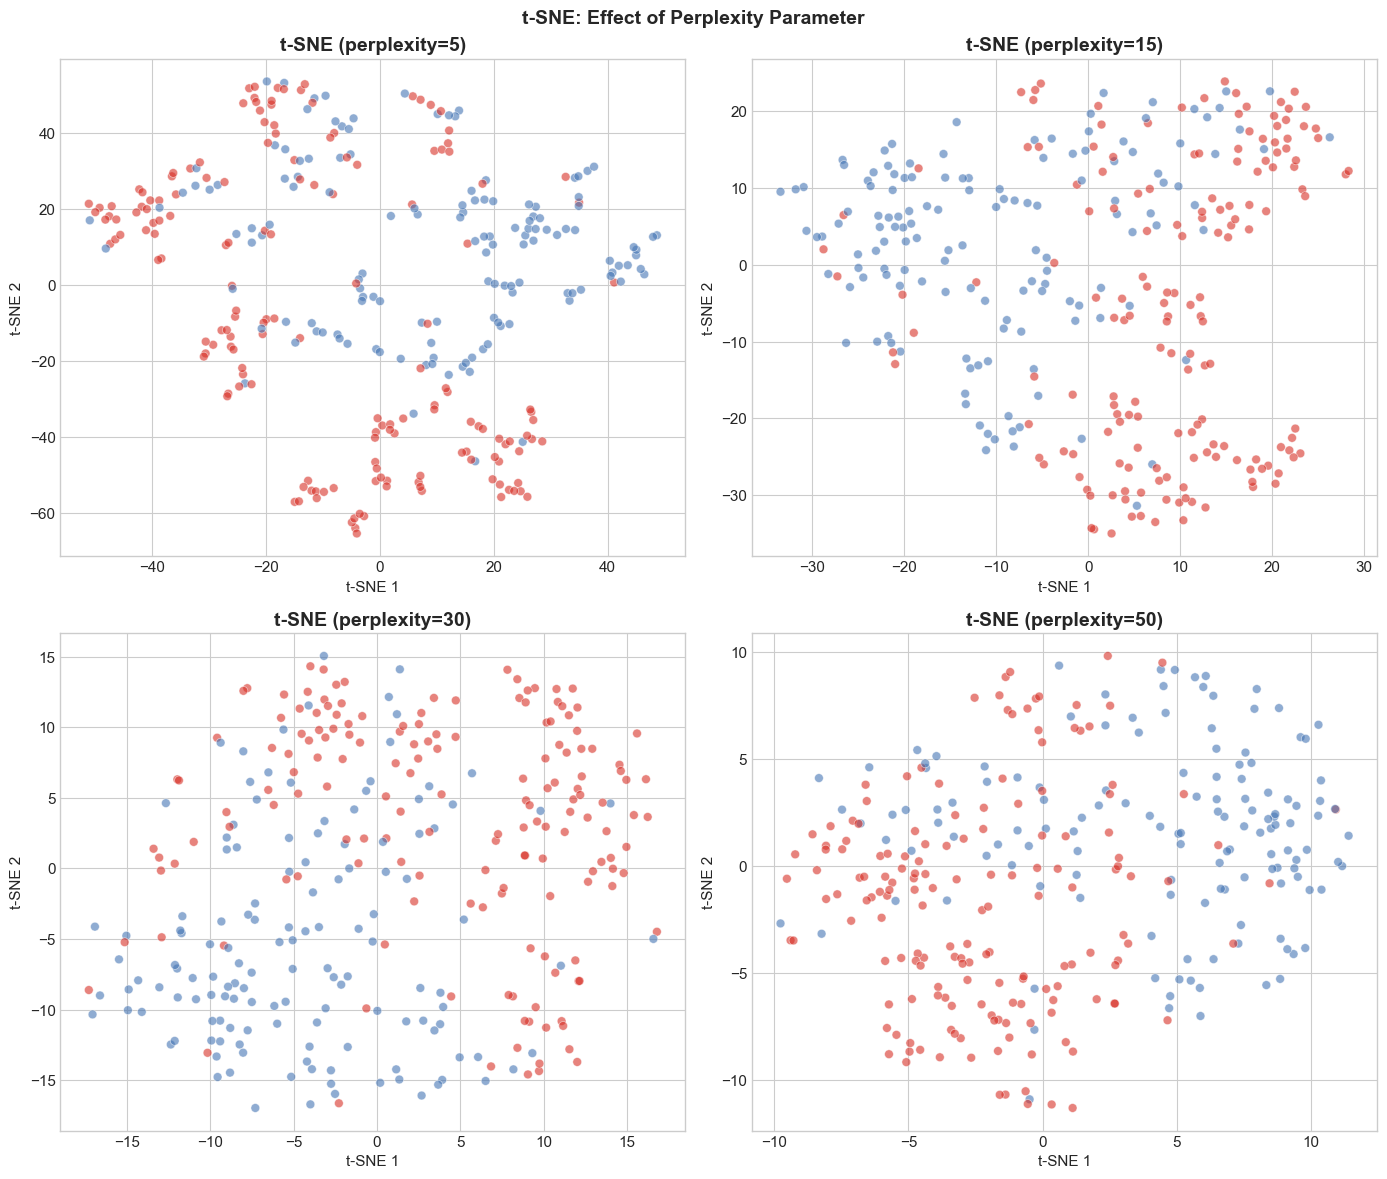 t-SNE: Effect of Perplexity Parameter
t-SNE (perplexity=5)
40
20
0
−20
−40
−60
t-SNE 2
−40 −20 0 20 40
t-SNE 1
t-SNE (perplexity=15)
20
10
0
−10
−20
−30
t-SNE 2
−30 −20 −10 0 10 20 30
t-SNE 1
t-SNE (perplexity=30)
15
10
5
0
−5
−10
−15
t-SNE 2
−15 −10 −5 0 5 10 15
t-SNE 1
t-SNE (perplexity=50)
10
5
0
−5
−10
t-SNE 2
−10 −5 0 5 10
t-SNE 1